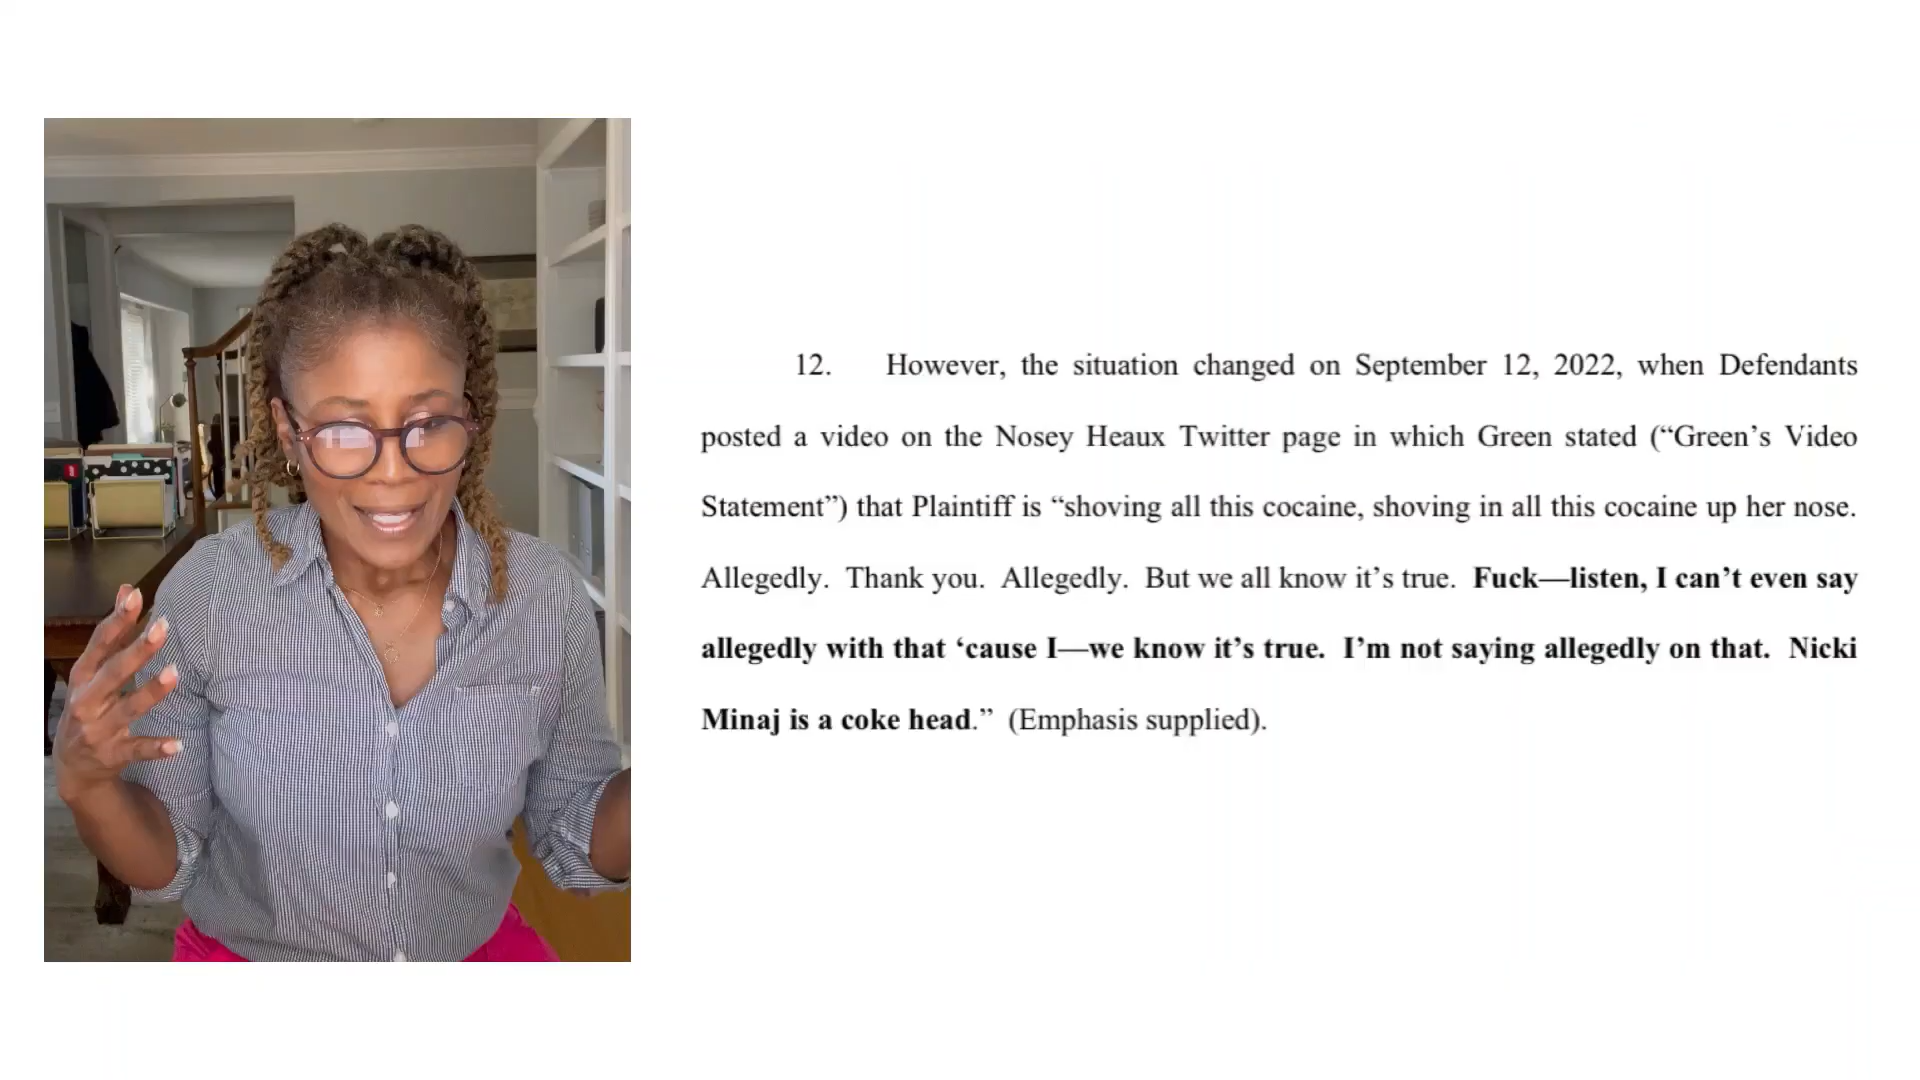 12. However, the situation changed on September 12, 2022, when Defendants
posted a video on the Nosey Heaux Twitter page in which Green stated (“Green’s Video
Statement”) that Plaintiff is “shoving all this cocaine, shoving in all this cocaine up her nose.
Allegedly. Thank you. Allegedly. But we all know it’s true. Fuck—listen, I can’t even say
allegedly with that ‘cause I—we know it’s true. I’m not saying allegedly on that. Nicki
Minaj is a coke head.” (Emphasis supplied).